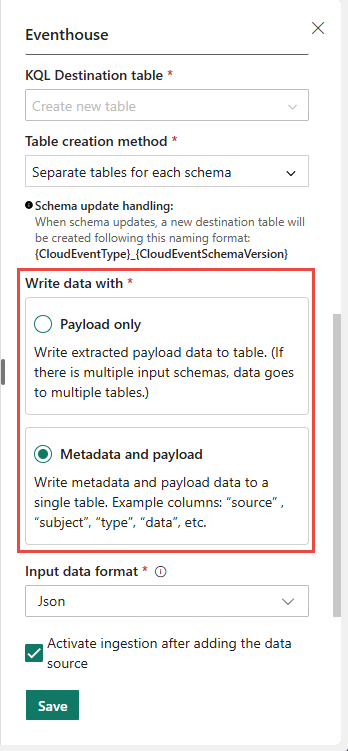 Eventhouse
KQL Destination table *
Create new table
Table creation method *
Separate tables for each schema
Schema update handling:
When schema updates, a new destination table will
be created following this naming format:
{CloudEventType}_{CloudEventSchemaVersion}
Write data with *
Payload only
Write extracted payload data to table. (If
there is multiple input schemas, data goes
to multiple tables.)
Metadata and payload
Write metadata and payload data to a
single table. Example columns: “source” ,
“subject”, “type”, “data”, etc.
Input data format *
Json
Activate ingestion after adding the data
source
Save